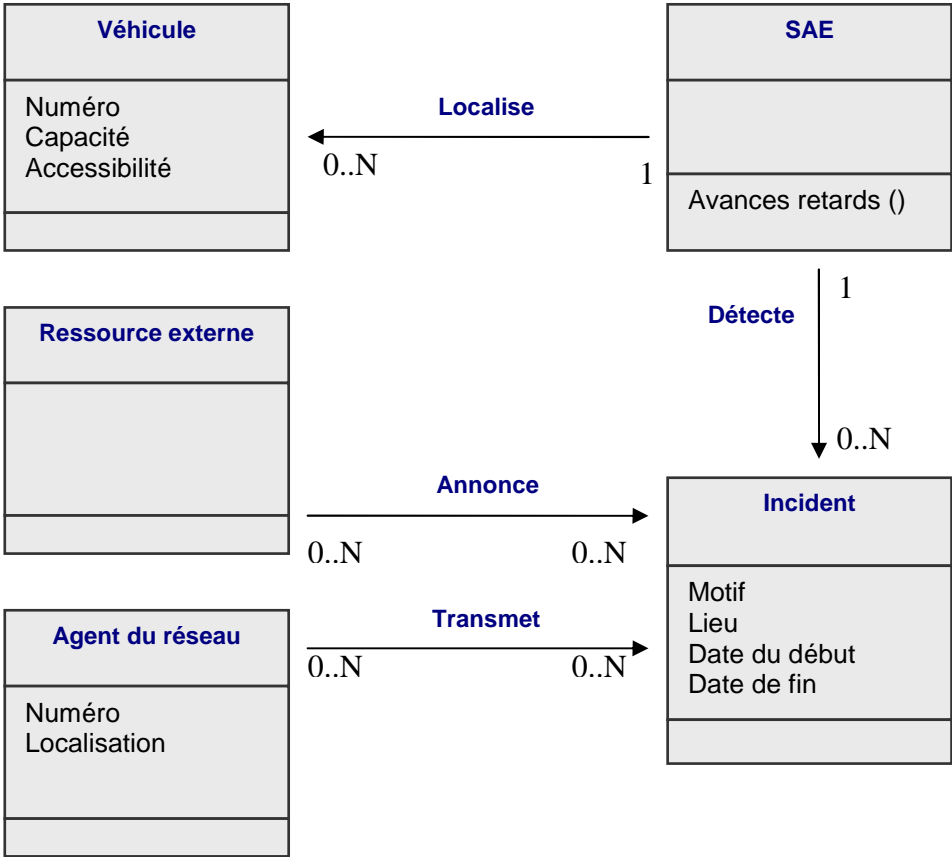 Véhicule
Numéro
Capacité
Accessibilité
Localise
0..N
1
SAE
Avances retards ()
1
Détecte
0..N
Ressource externe
Annonce
0..N
0..N
Agent du réseau
Numéro
Localisation
Transmet
0..N
0..N
Incident
Motif
Lieu
Date du début
Date de fin